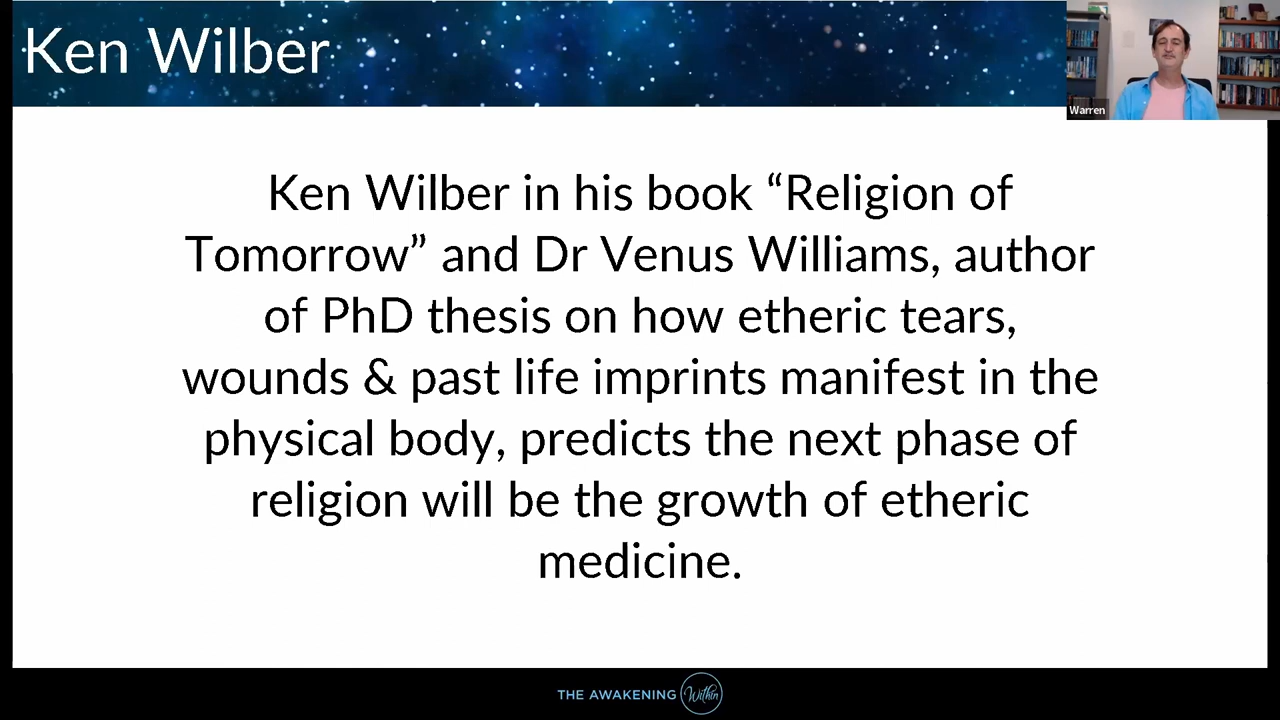 Ken Wilber
Warren
Ken Wilber in his book “Religion of
Tomorrow” and Dr Venus Williams, author
of PhD thesis on how etheric tears,
wounds & past life imprints manifest in the
physical body, predicts the next phase of
religion will be the growth of etheric
medicine.
THE AWAKENING Within